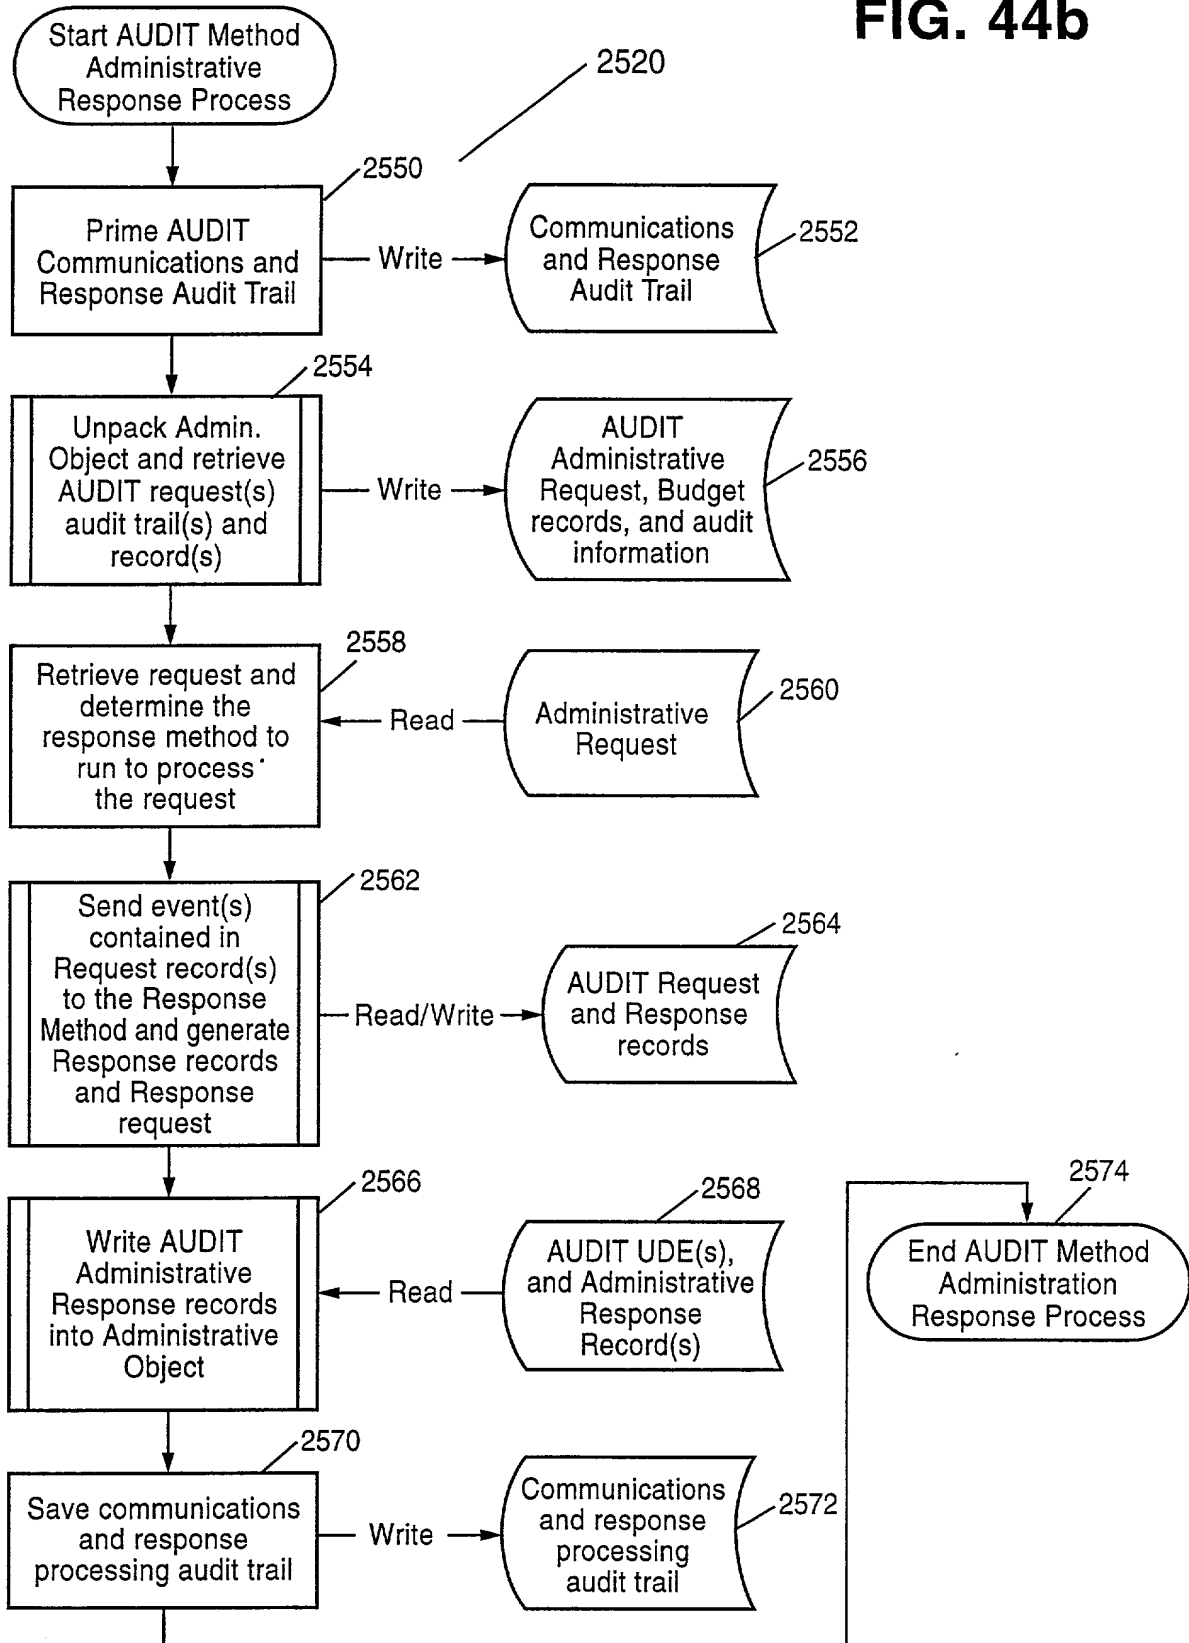 FIG. 44b
Start AUDIT Method
Administrative
Response Process
2520
2550
Prime AUDIT
Communications and
Response Audit Trail
Write
Communications
and Response
Audit Trail
2552
2554
Unpack Admin.
Object and retrieve
AUDIT request(s)
audit trail(s) and
record(s)
Write
AUDIT
Administrative
Request, Budget
records, and audit
information
2556
2558
Retrieve request and
determine the
response method to
run to process
the request
Read
Administrative
Request
2560
2562
Send event(s)
contained in
Request record(s)
to the Response
Method and generate
Response records
and Response
request
Read/Write
2564
AUDIT Request
and Response
records
2566
Write AUDIT
Administrative
Response records
into Administrative
Object
Read
2568
AUDIT UDE(s),
and Administrative
Response
Record(s)
2570
Save communications
and response
processing audit trail
Write
Communications
and response
processing
audit trail
2572
2574
End AUDIT Method
Administration
Response Process